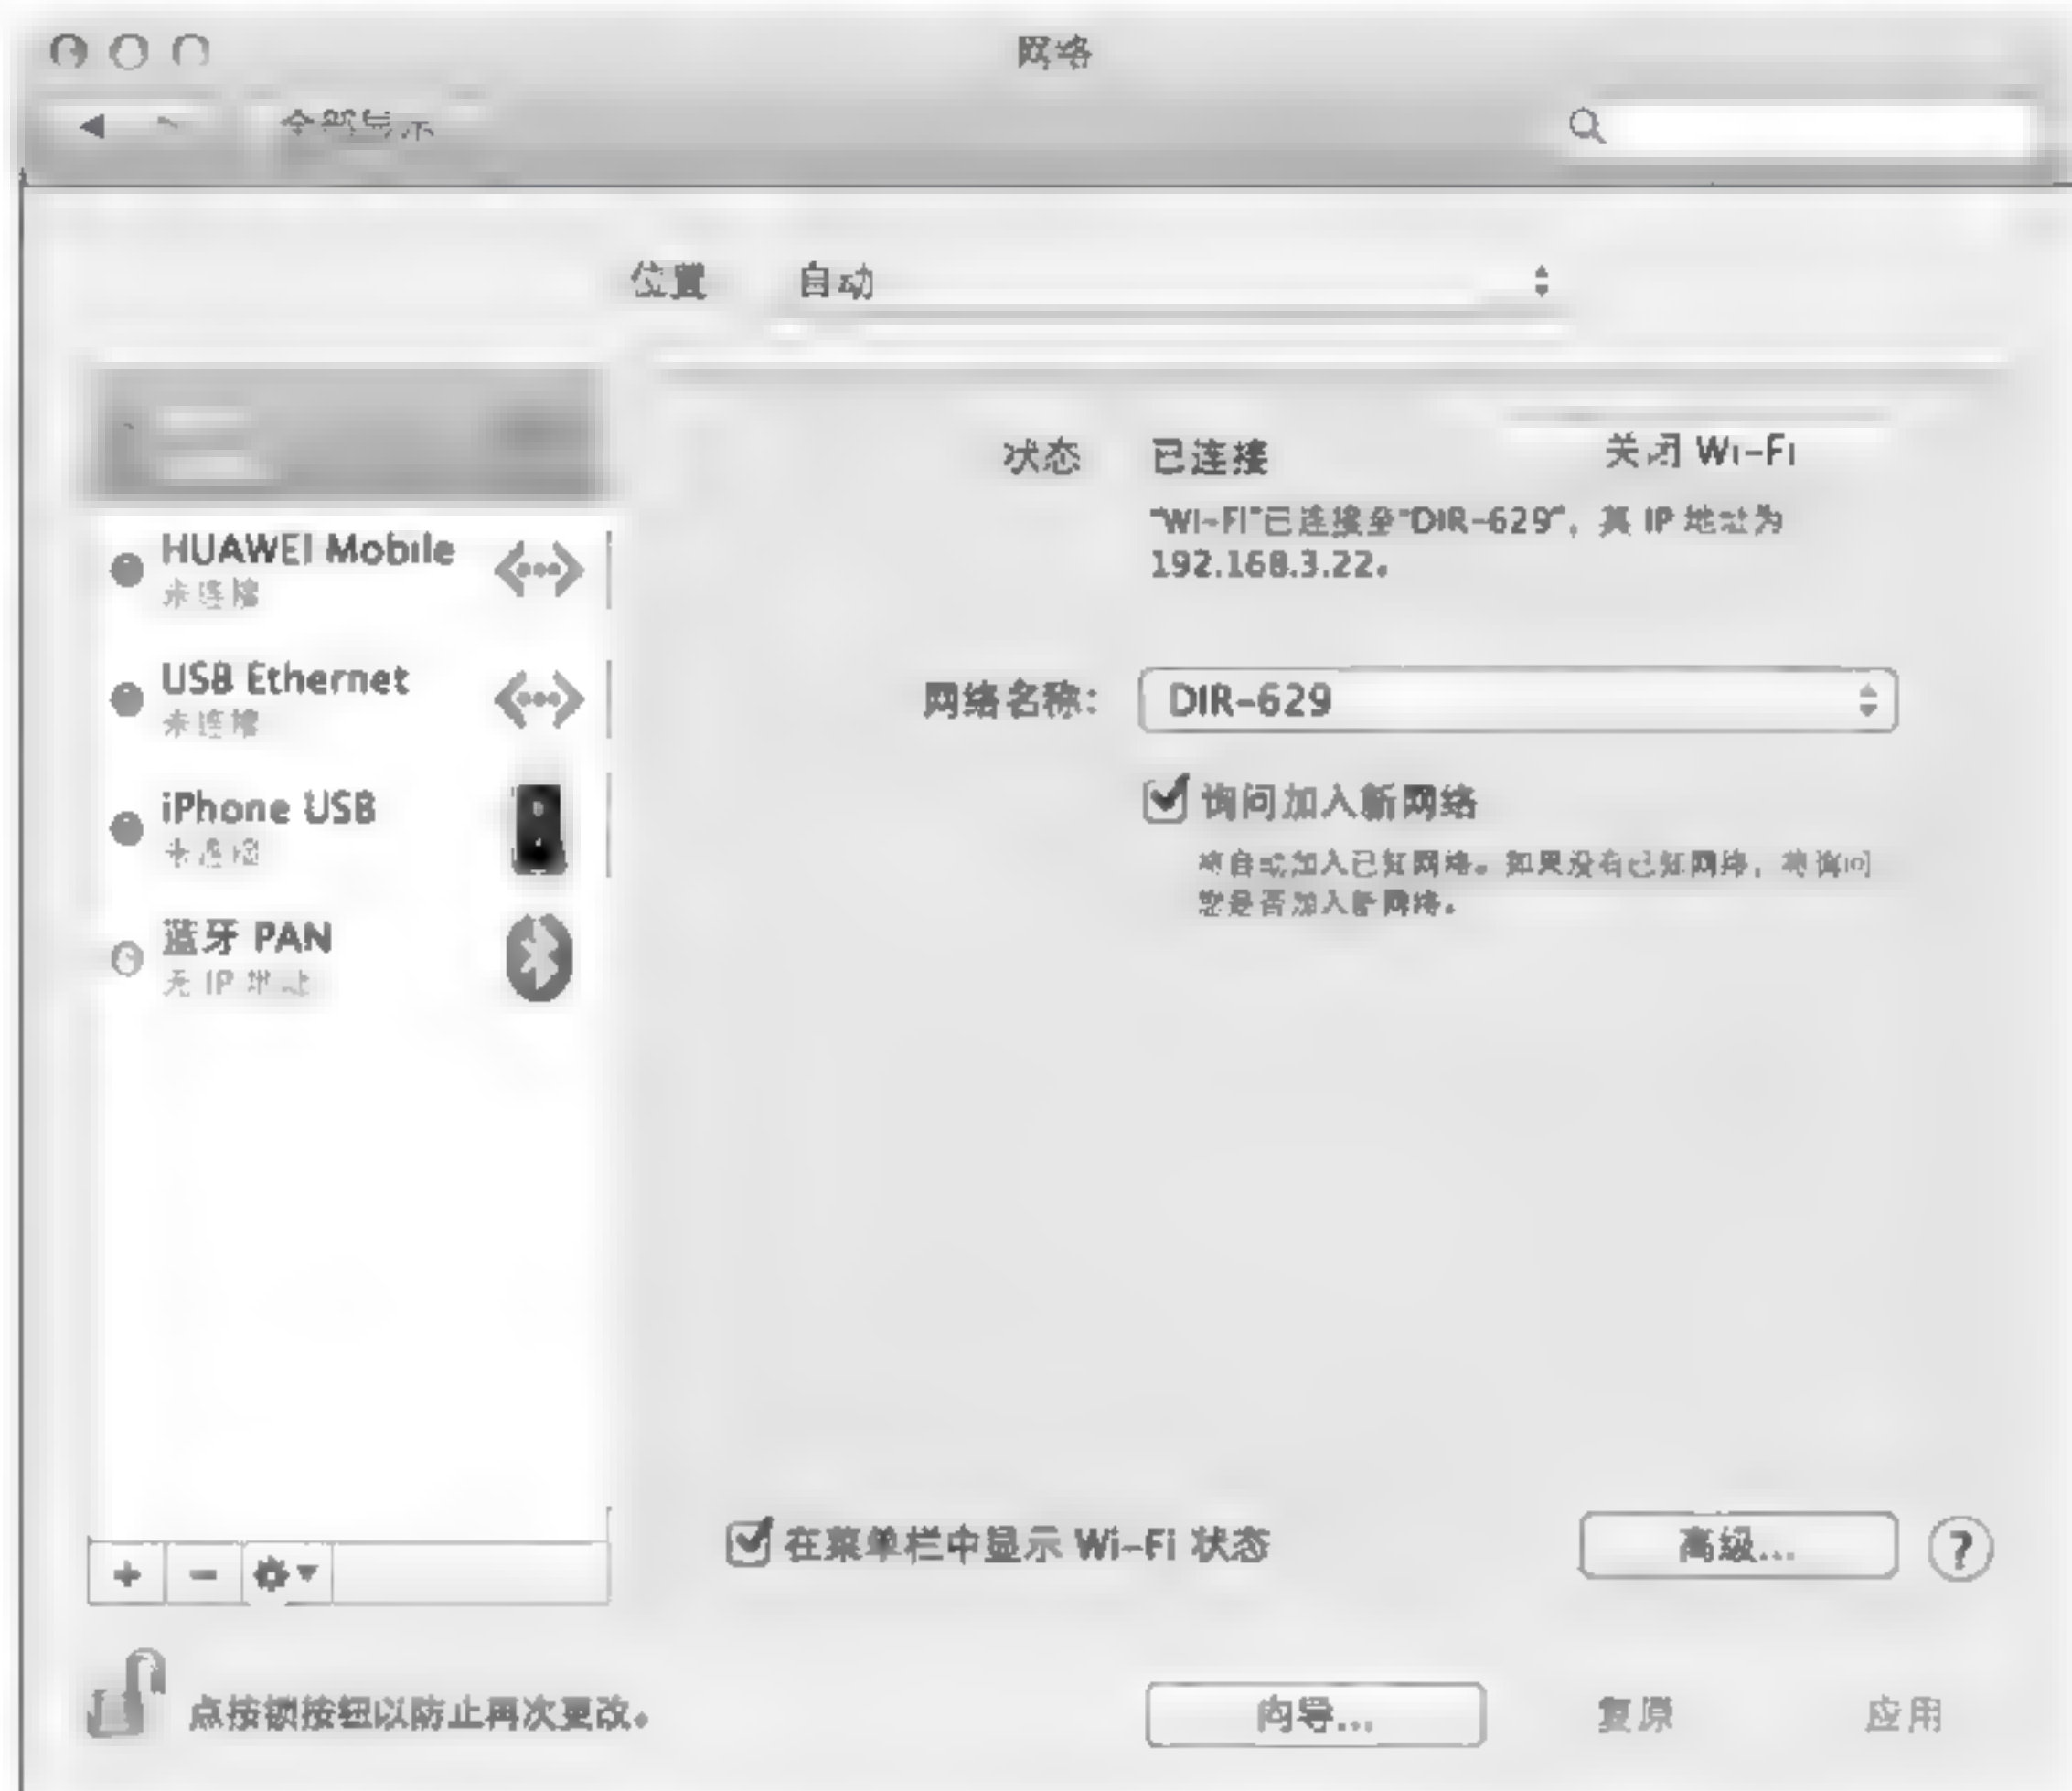 网络
全部显示
位置 自动
状态 已连接 关闭 Wi-Fi
"Wi-Fi"已连接至"DIR-629"，其 IP 地址为
192.168.3.22。
HUAWEI Mobile
未连接
USB Ethernet
未连接
iPhone USB
未连接
蓝牙 PAN
无 IP 地址
网络名称： DIR-629
询问加入新网络
将自动加入已知网络。如果没有已知网络，将询问
您是否加入新网络。
在菜单栏中显示 Wi-Fi 状态
高级... ?
点按锁按钮以防止再次更改。
向导... 复原 应用